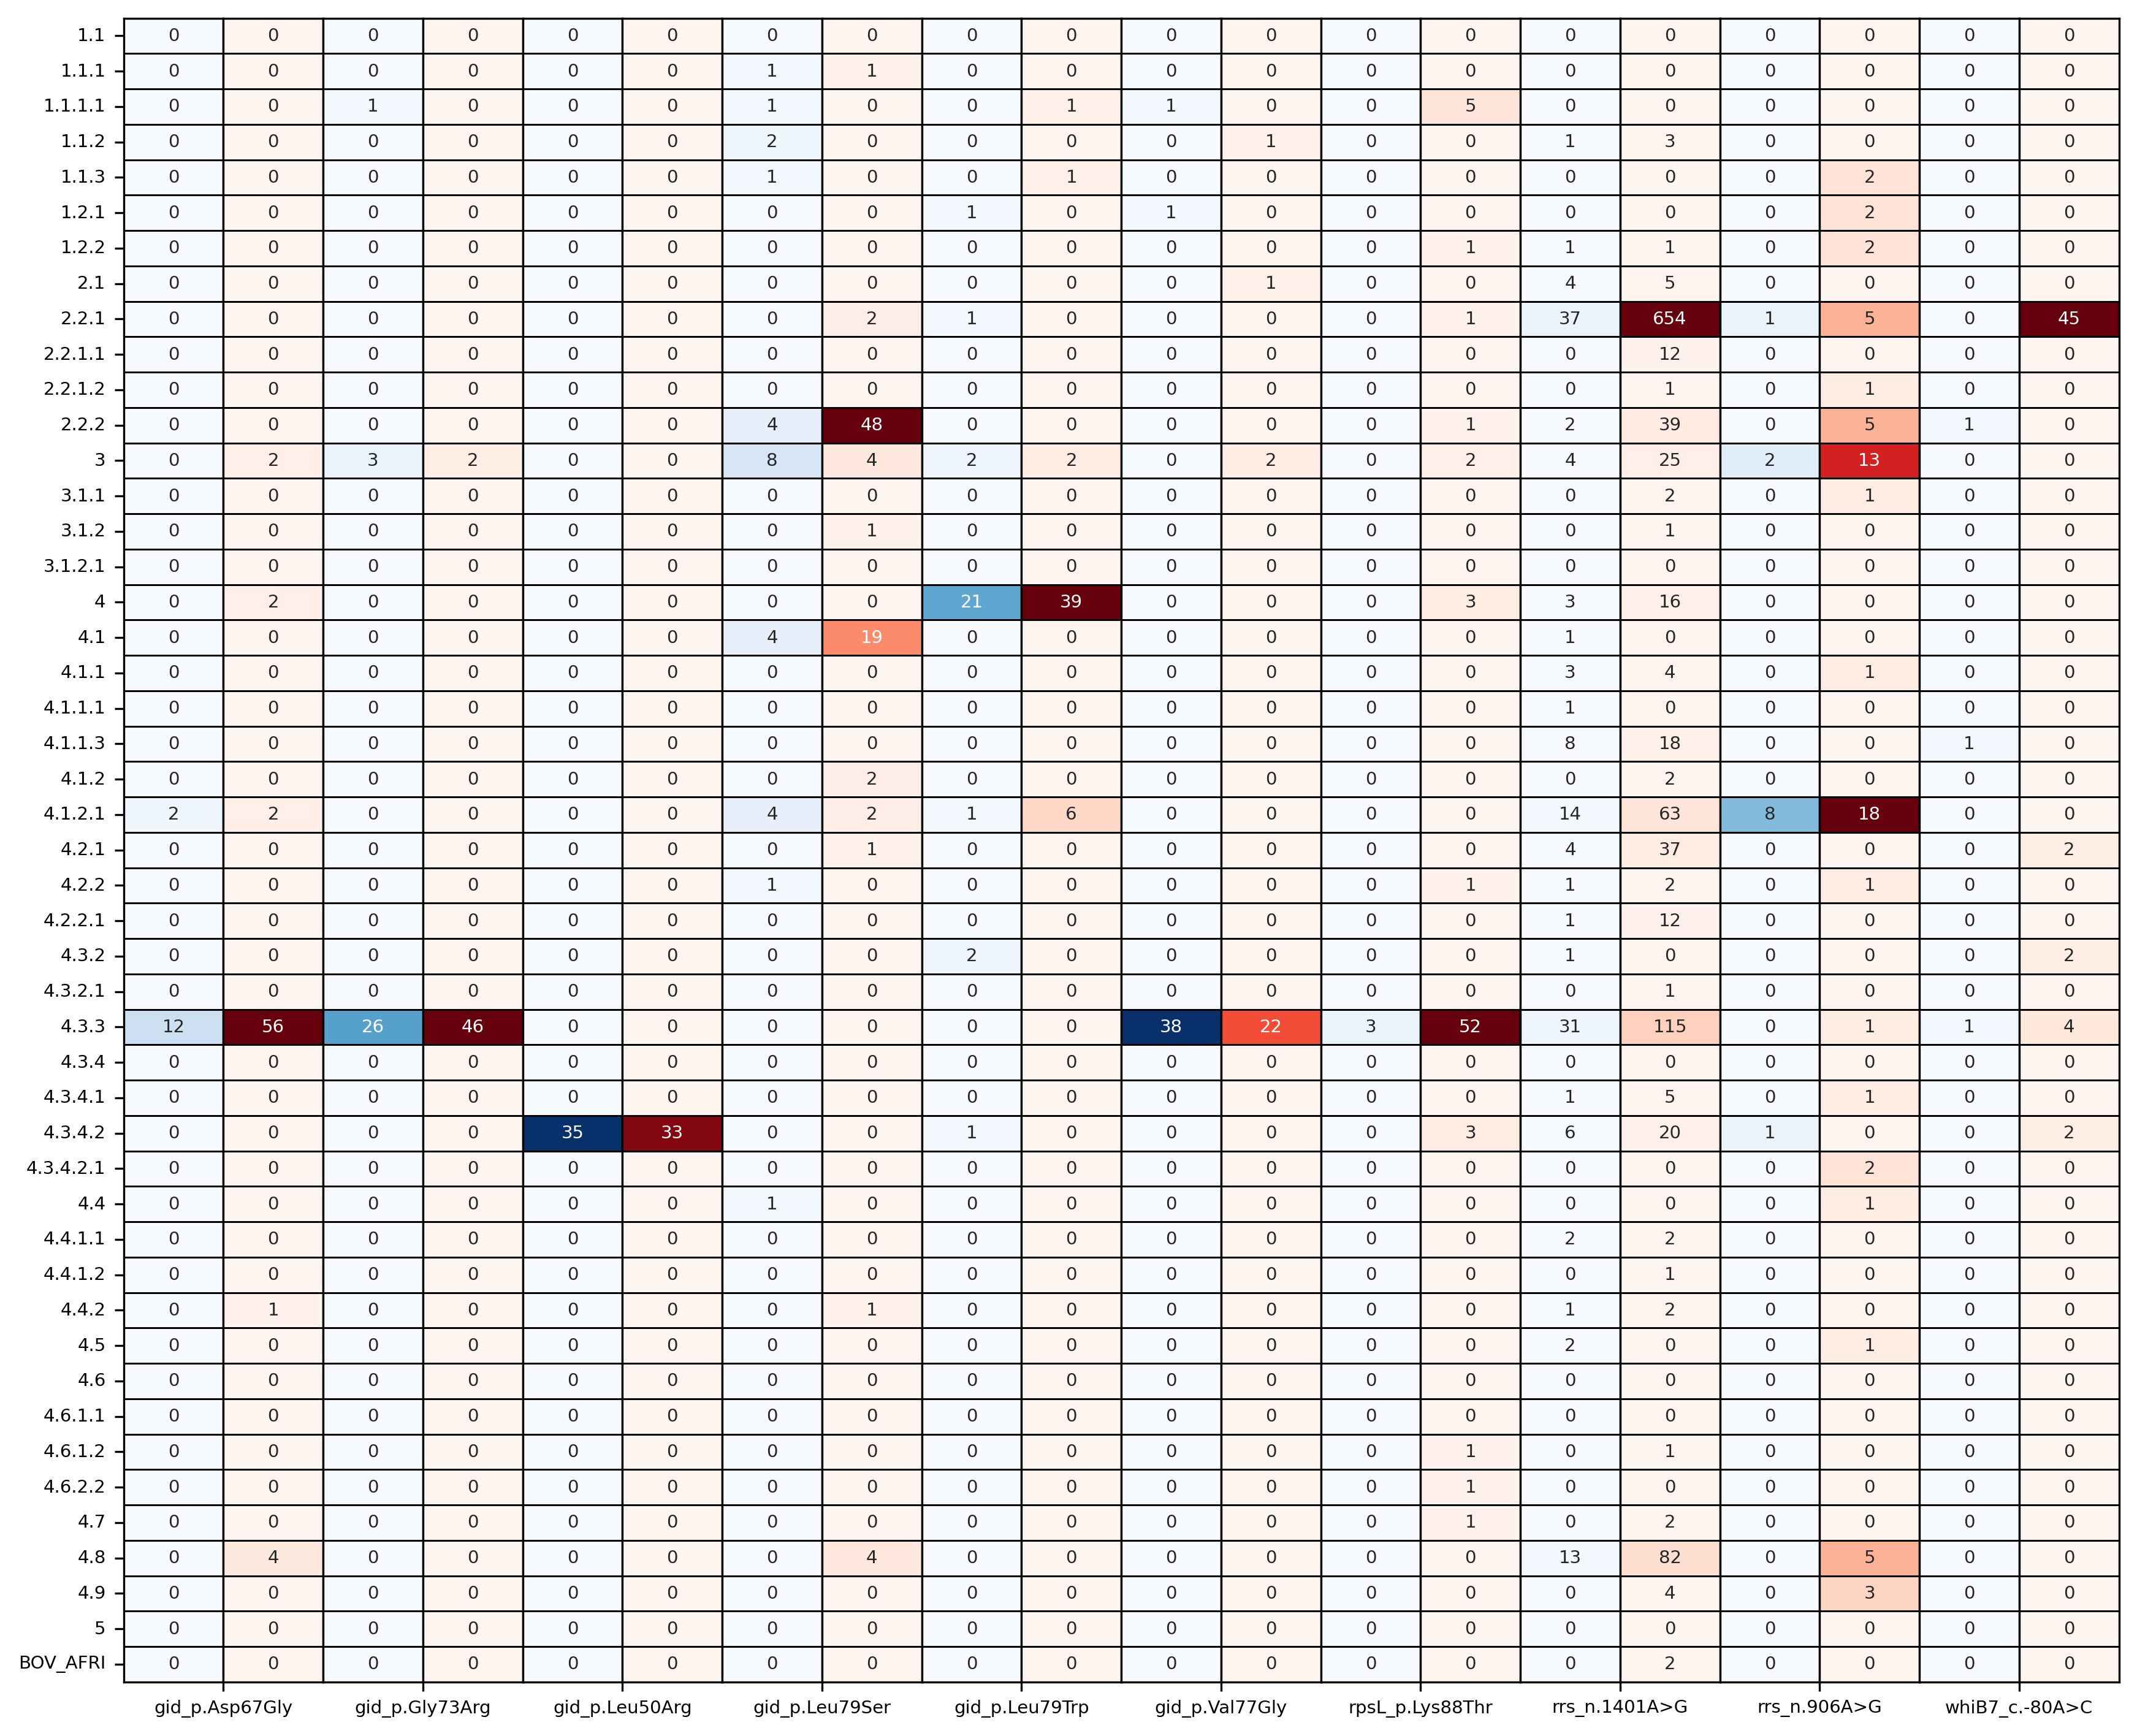 1.1 0 0 0 0 0 0 0 0 0 0 0 0 0 0 0 0 0 0 0 0
1.1.1 0 0 0 0 0 0 1 1 0 0 0 0 0 0 0 0 0 0 0 0
1.1.1.1 0 0 1 0 0 0 1 0 0 1 1 0 0 5 0 0 0 0 0 0
1.1.2 0 0 0 0 0 0 2 0 0 0 0 1 0 0 1 3 0 0 0 0
1.1.3 0 0 0 0 0 0 1 0 0 1 0 0 0 0 0 0 0 2 0 0
1.2.1 0 0 0 0 0 0 0 0 1 0 1 0 0 0 0 0 0 2 0 0
1.2.2 0 0 0 0 0 0 0 0 0 0 0 0 0 1 1 1 0 2 0 0
2.1 0 0 0 0 0 0 0 0 0 0 0 1 0 0 4 5 0 0 0 0
2.2.1 0 0 0 0 0 0 0 2 1 0 0 0 0 1 37 654 1 5 0 45
2.2.1.1 0 0 0 0 0 0 0 0 0 0 0 0 0 0 0 12 0 0 0 0
2.2.1.2 0 0 0 0 0 0 0 0 0 0 0 0 0 0 0 1 0 1 0 0
2.2.2 0 0 0 0 0 0 4 48 0 0 0 0 0 1 2 39 0 5 1 0
3 0 2 3 2 0 0 8 4 2 2 0 2 0 2 4 25 2 13 0 0
3.1.1 0 0 0 0 0 0 0 0 0 0 0 0 0 0 0 2 0 1 0 0
3.1.2 0 0 0 0 0 0 0 1 0 0 0 0 0 0 0 1 0 0 0 0
3.1.2.1 0 0 0 0 0 0 0 0 0 0 0 0 0 0 0 0 0 0 0 0
4 0 2 0 0 0 0 0 0 21 39 0 0 0 3 3 16 0 0 0 0
4.1 0 0 0 0 0 0 4 19 0 0 0 0 0 0 1 0 0 0 0 0
4.1.1 0 0 0 0 0 0 0 0 0 0 0 0 0 0 3 4 0 1 0 0
4.1.1.1 0 0 0 0 0 0 0 0 0 0 0 0 0 0 1 0 0 0 0 0
4.1.1.3 0 0 0 0 0 0 0 0 0 0 0 0 0 0 8 18 0 0 1 0
4.1.2 0 0 0 0 0 0 0 2 0 0 0 0 0 0 0 2 0 0 0 0
4.1.2.1 2 2 0 0 0 0 4 2 1 6 0 0 0 0 14 63 8 18 0 0
4.2.1 0 0 0 0 0 0 0 1 0 0 0 0 0 0 4 37 0 0 0 2
4.2.2 0 0 0 0 0 0 1 0 0 0 0 0 0 1 1 2 0 1 0 0
4.2.2.1 0 0 0 0 0 0 0 0 0 0 0 0 0 0 1 12 0 0 0 0
4.3.2 0 0 0 0 0 0 0 0 2 0 0 0 0 0 1 0 0 0 0 2
4.3.2.1 0 0 0 0 0 0 0 0 0 0 0 0 0 0 0 1 0 0 0 0
4.3.3 12 56 26 46 0 0 0 0 0 0 38 22 3 52 31 115 0 1 1 4
4.3.4 0 0 0 0 0 0 0 0 0 0 0 0 0 0 0 0 0 0 0 0
4.3.4.1 0 0 0 0 0 0 0 0 0 0 0 0 0 0 1 5 0 1 0 0
4.3.4.2 0 0 0 0 35 33 0 0 1 0 0 0 0 3 6 20 1 0 0 2
4.3.4.2.1 0 0 0 0 0 0 0 0 0 0 0 0 0 0 0 0 0 2 0 0
4.4 0 0 0 0 0 0 1 0 0 0 0 0 0 0 0 0 0 1 0 0
4.4.1.1 0 0 0 0 0 0 0 0 0 0 0 0 0 0 2 2 0 0 0 0
4.4.1.2 0 0 0 0 0 0 0 0 0 0 0 0 0 0 0 1 0 0 0 0
4.4.2 0 1 0 0 0 0 0 1 0 0 0 0 0 0 1 2 0 0 0 0
4.5 0 0 0 0 0 0 0 0 0 0 0 0 0 0 2 0 0 1 0 0
4.6 0 0 0 0 0 0 0 0 0 0 0 0 0 0 0 0 0 0 0 0
4.6.1.1 0 0 0 0 0 0 0 0 0 0 0 0 0 0 0 0 0 0 0 0
4.6.1.2 0 0 0 0 0 0 0 0 0 0 0 0 0 1 0 1 0 0 0 0
4.6.2.2 0 0 0 0 0 0 0 0 0 0 0 0 0 1 0 0 0 0 0 0
4.7 0 0 0 0 0 0 0 0 0 0 0 0 0 1 0 2 0 0 0 0
4.8 0 4 0 0 0 0 0 4 0 0 0 0 0 0 13 82 0 5 0 0
4.9 0 0 0 0 0 0 0 0 0 0 0 0 0 0 0 4 0 3 0 0
5 0 0 0 0 0 0 0 0 0 0 0 0 0 0 0 0 0 0 0 0
BOV_AFRI 0 0 0 0 0 0 0 0 0 0 0 0 0 0 0 2 0 0 0 0
gid_p.Asp67Gly gid_p.Gly73Arg gid_p.Leu50Arg gid_p.Leu79Ser gid_p.Leu79Trp gid_p.Val77Gly rpsL_p.Lys88Thr rrs_n.1401A>G rrs_n.906A>G whiB7_c.-80A>C